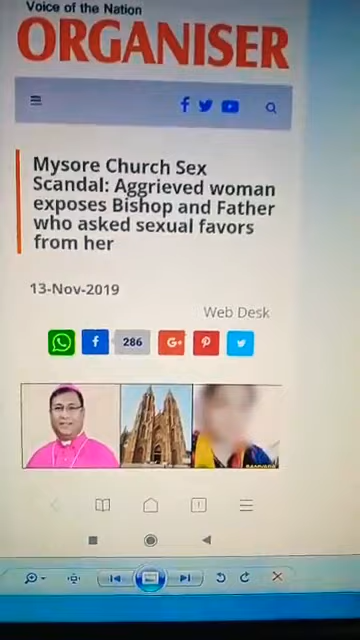 Voice of the Nation
ORGANISER
Mysore Church Sex
Scandal: Aggrieved woman
exposes Bishop and Father
who asked sexual favors
from her
13-Nov-2019
Web Desk
286